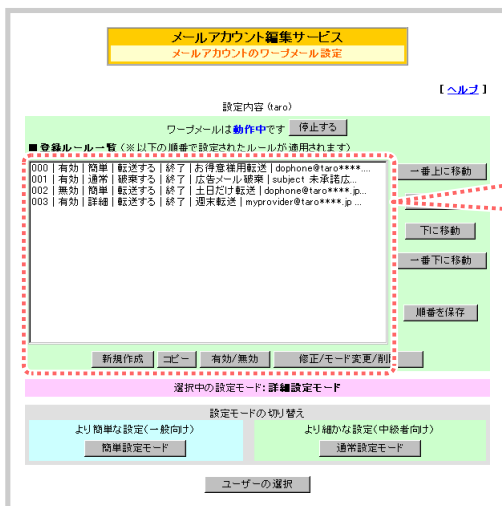 メールアカウント編集サービス
メールアカウントのワープメール設定
[ヘルプ]
設定内容 (taro)
ワープメールは動作中です 停止する
■登録ルール一覧(※以下の順番で設定されたルールが適用されます)
000 | 有効 | 簡単 | 転送する | 終了 | お得意様用転送 | dophone@taro****....
001 | 有効 | 通常 | 破棄する | 終了 | 広告メール破棄 | subject 未承諾広...
002 | 無効 | 簡単 | 転送する | 終了 | 土日だけ転送 | dophone@taro****.jp...
003 | 有効 | 詳細 | 転送する | 終了 | 週末転送 | myprovider@taro****.jp ...
一番上に移動
下に移動
一番下に移動
順番を保存
新規作成 コピー 有効/無効 修正/モード変更/削
選択中の設定モード:詳細設定モード
設定モードの切り替え
より簡単な設定(一般向け) より細かな設定(中級者向け)
簡単設定モード 通常設定モード
ユーザーの選択